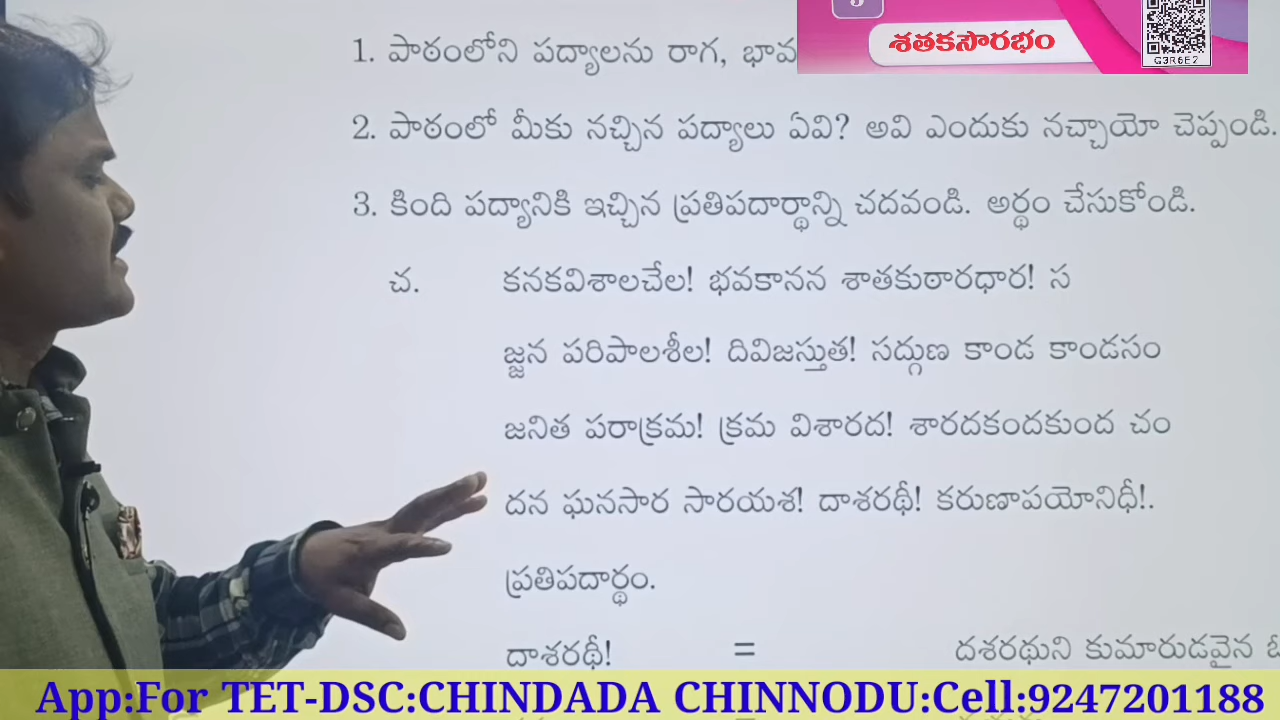 శతకసౌరభం
G3R6E2
1. పాఠంలోని పద్యాలను రాగ, భావ
2. పాఠంలో మీకు నచ్చిన పద్యాలు ఏవి? అవి ఎందుకు నచ్చాయో చెప్పండి.
3. కింది పద్యానికి ఇచ్చిన ప్రతిపదార్థాన్ని చదవండి. అర్థం చేసుకోండి.
చ. కనకవిశాలచేల! భవకానన శాతకుఠారధార! స
జ్జన పరిపాలశీల! దివిజస్తుత! సద్గుణ కాండ కాండసం
జనిత పరాక్రమ! క్రమ విశారద! శారదకందకుంద చం
దన ఘనసార సారయశ! దాశరథీ! కరుణాపయోనిధీ!.
ప్రతిపదార్థం.
దాశరథీ! = దశరథుని కుమారుడవైన ఓ
App:For TET-DSC:CHINDADA CHINNODU:Cell:9247201188